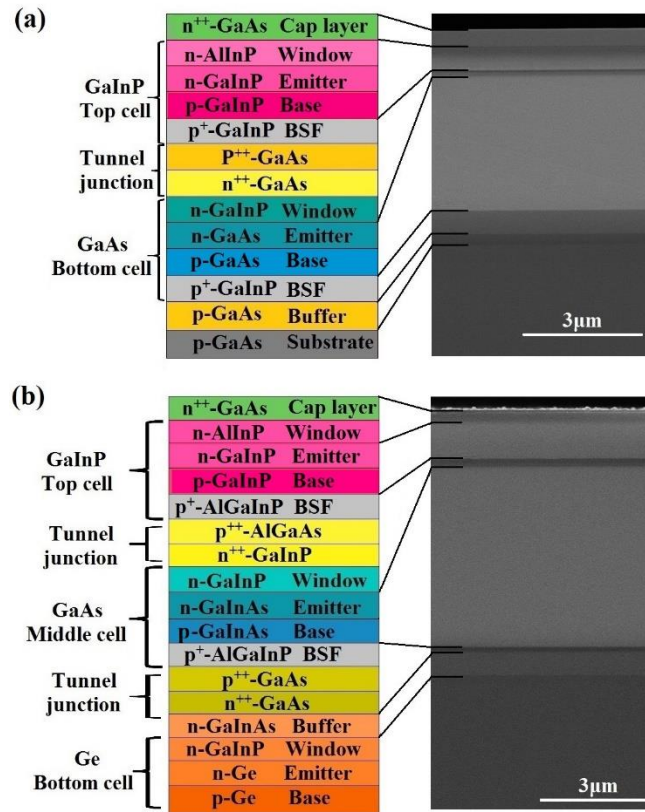 (a)
n++-GaAs Cap layer
n-AlInP Window
n-GaInP Emitter
p-GaInP Base
p+-GaInP BSF
P++-GaAs
n++-GaAs
n-GaInP Window
n-GaAs Emitter
p-GaAs Base
p+-GaInP BSF
p-GaAs Buffer
p-GaAs Substrate
GaInP
Top cell
Tunnel
junction
GaAs
Bottom cell
3μm
(b)
n++-GaAs Cap layer
n-AlInP Window
n-GaInP Emitter
p-GaInP Base
p+-AlGaInP BSF
p++-AlGaAs
n++-GaInP
n-GaInP Window
n-GaInAs Emitter
p-GaInAs Base
p+-AlGaInP BSF
p++-GaAs
n++-GaAs
n-GaInAs Buffer
n-GaInP Window
n-Ge Emitter
p-Ge Base
GaInP
Top cell
Tunnel
junction
GaAs
Middle cell
Tunnel
junction
Ge
Bottom cell
3μm